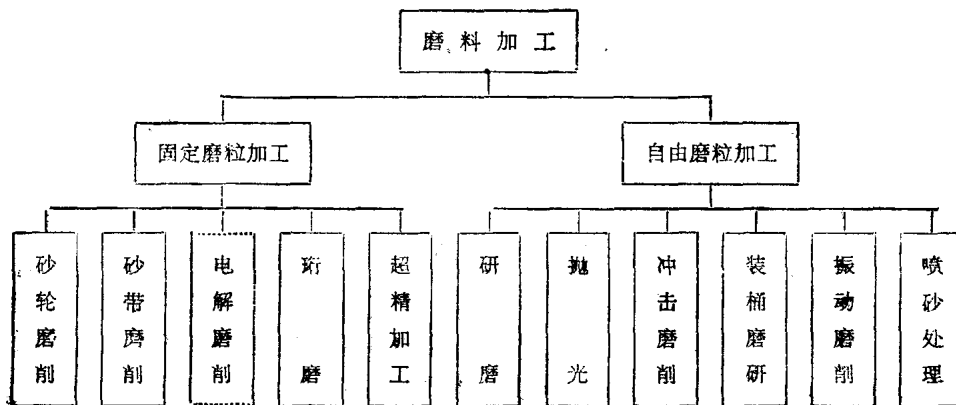 磨料加工
固定磨粒加工
自由磨粒加工
砂轮磨削
砂带磨削
电解磨削
珩磨
超精加工
研磨
抛光
冲击磨削
装桶磨研
振动磨削
喷砂处理